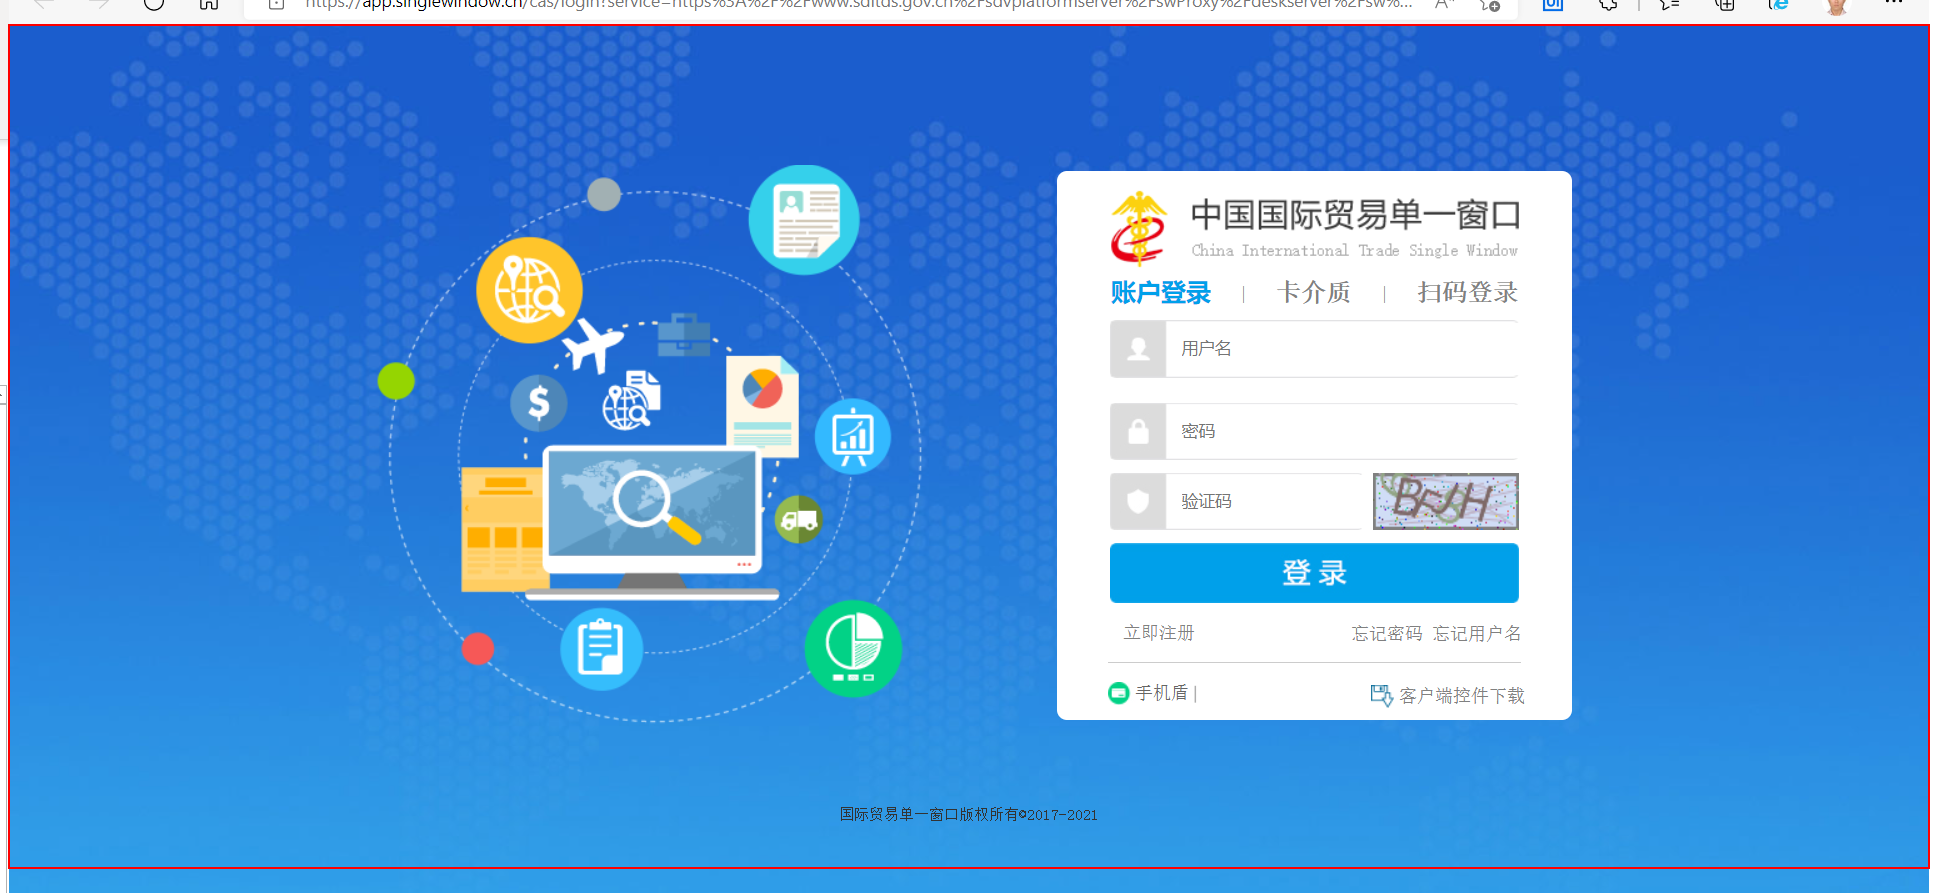 https://app.singlewindow.cn/cas/login?service=https%3A%2F%2Fwww.sditds.gov.cn%2Fsdvplatformserver%2FswProxy%2Fdeskserver%2Fsw%...
中国国际贸易单一窗口
China International Trade Single Window
账户登录 | 卡介质 | 扫码登录
用户名
密码
验证码
登 录
立即注册 忘记密码 忘记用户名
手机盾 | 客户端控件下载
国际贸易单一窗口版权所有©2017-2021